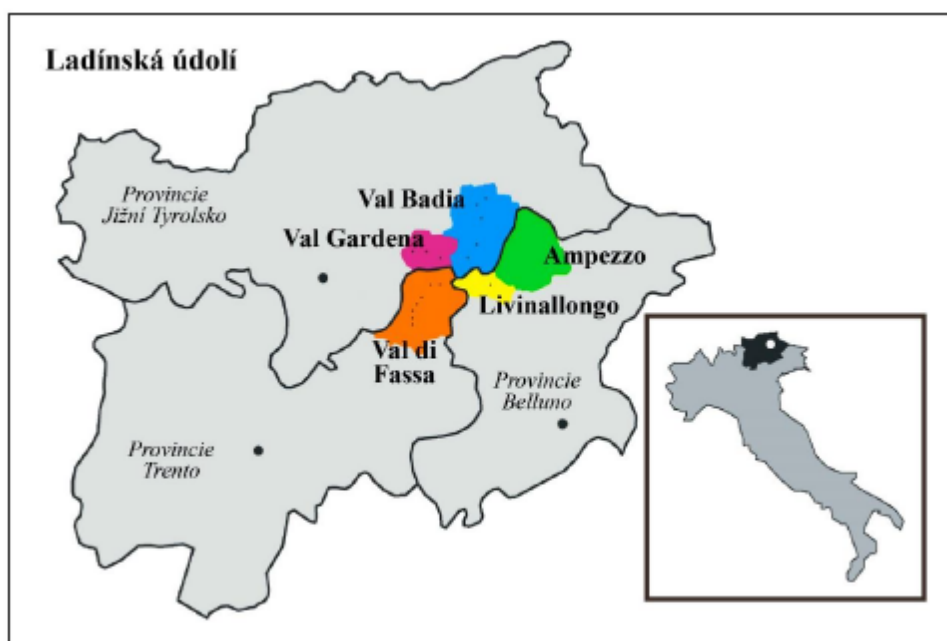 Ladínská údolí
Provincie
Jižní Tyrolsko
Val Badia
Val Gardena
Ampezzo
Livinallongo
Val di
Fassa
Provincie
Belluno
Provincie
Trento